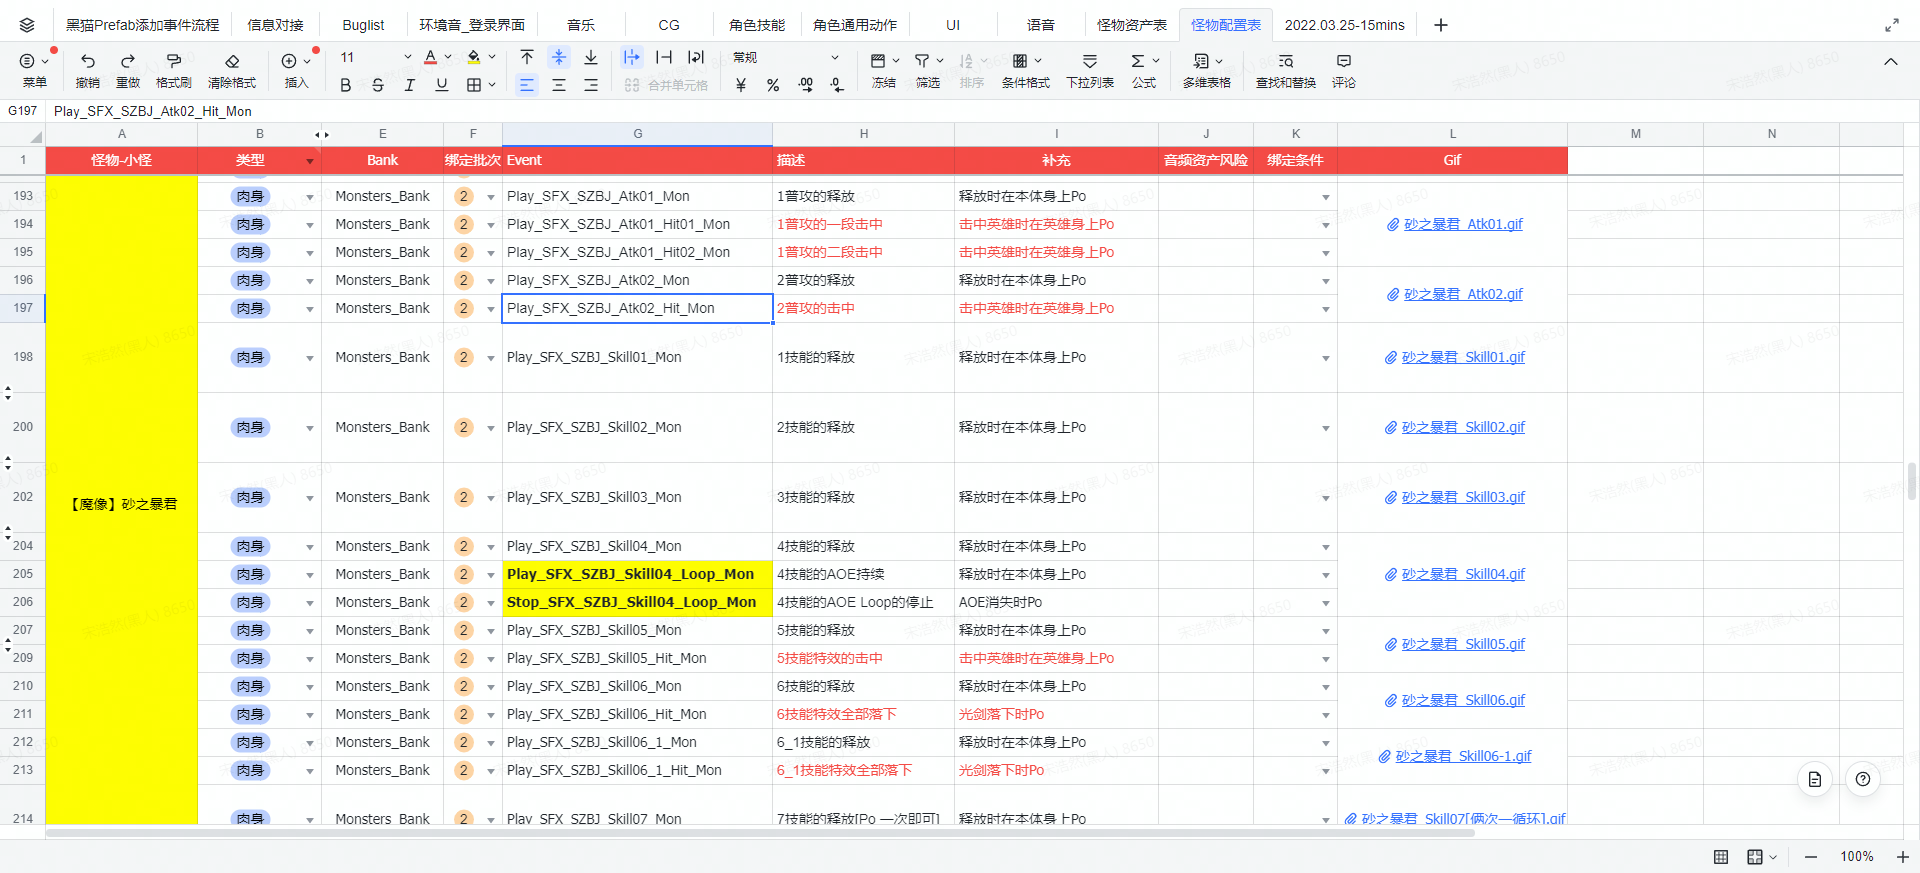 黑猫Prefab添加事件流程 信息对接 Buglist 环境音_登录界面 音乐 CG 角色技能 角色通用动作 UI 语音 怪物资产表 怪物配置表 2022.03.25-15mins
菜单 撤销 重做 格式刷 清除格式 插入 11 A B S I U 合并单元格 常规 ¥ % 冻结 筛选 排序 条件格式 下拉列表 公式 多维表格 查找和替换 评论
G197 Play_SFX_SZBJ_Atk02_Hit_Mon
A B E F G H I J K L M N
1 怪物-小怪 类型 Bank 绑定批次 Event 描述 补充 音频资产风险 绑定条件 Gif
193 肉身 Monsters_Bank 2 Play_SFX_SZBJ_Atk01_Mon 1普攻的释放 释放时在本体身上Po
194 肉身 Monsters_Bank 2 Play_SFX_SZBJ_Atk01_Hit01_Mon 1普攻的一段击中 击中英雄时在英雄身上Po 砂之暴君_Atk01.gif
195 肉身 Monsters_Bank 2 Play_SFX_SZBJ_Atk01_Hit02_Mon 1普攻的二段击中 击中英雄时在英雄身上Po
196 肉身 Monsters_Bank 2 Play_SFX_SZBJ_Atk02_Mon 2普攻的释放 释放时在本体身上Po
砂之暴君_Atk02.gif
197 肉身 Monsters_Bank 2 Play_SFX_SZBJ_Atk02_Hit_Mon 2普攻的击中 击中英雄时在英雄身上Po
198 肉身 Monsters_Bank 2 Play_SFX_SZBJ_Skill01_Mon 1技能的释放 释放时在本体身上Po 砂之暴君_Skill01.gif
200 肉身 Monsters_Bank 2 Play_SFX_SZBJ_Skill02_Mon 2技能的释放 释放时在本体身上Po 砂之暴君_Skill02.gif
202 肉身 Monsters_Bank 2 Play_SFX_SZBJ_Skill03_Mon 3技能的释放 释放时在本体身上Po 砂之暴君_Skill03.gif
【魔像】砂之暴君
204 肉身 Monsters_Bank 2 Play_SFX_SZBJ_Skill04_Mon 4技能的释放 释放时在本体身上Po
205 肉身 Monsters_Bank 2 Play_SFX_SZBJ_Skill04_Loop_Mon 4技能的AOE持续 释放时在本体身上Po 砂之暴君_Skill04.gif
206 肉身 Monsters_Bank 2 Stop_SFX_SZBJ_Skill04_Loop_Mon 4技能的AOE Loop的停止 AOE消失时Po
207 肉身 Monsters_Bank 2 Play_SFX_SZBJ_Skill05_Mon 5技能的释放 释放时在本体身上Po
砂之暴君_Skill05.gif
209 肉身 Monsters_Bank 2 Play_SFX_SZBJ_Skill05_Hit_Mon 5技能特效的击中 击中英雄时在英雄身上Po
210 肉身 Monsters_Bank 2 Play_SFX_SZBJ_Skill06_Mon 6技能的释放 释放时在本体身上Po
砂之暴君_Skill06.gif
211 肉身 Monsters_Bank 2 Play_SFX_SZBJ_Skill06_Hit_Mon 6技能特效全部落下 光剑落下时Po
212 肉身 Monsters_Bank 2 Play_SFX_SZBJ_Skill06_1_Mon 6_1技能的释放 释放时在本体身上Po
砂之暴君_Skill06-1.gif
213 肉身 Monsters_Bank 2 Play_SFX_SZBJ_Skill06_1_Hit_Mon 6_1技能特效全部落下 光剑落下时Po
214 肉身 Monsters_Bank 2 Play_SFX_SZBJ_Skill07_Mon 7技能的释放[Po 一次即可] 释放时在本体身上Po 砂之暴君_Skill07[俩次一循环].gif
宋浩然(黑人) 8650
100%